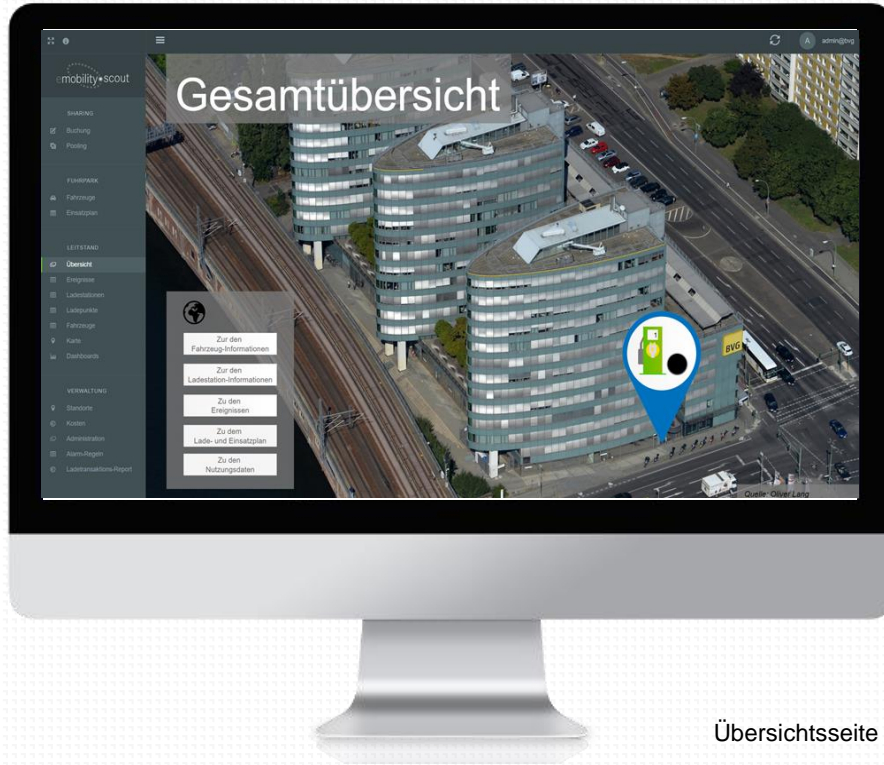 admin@bvg
emobility scout
Gesamtübersicht
SHARING
Buchung
Pooling
FUHRPARK
Fahrzeuge
Einsatzplan
LEITSTAND
Übersicht
Ereignisse
Ladestationen
Ladepunkte
Fahrzeuge
Karte
Dashboards
VERWALTUNG
Standorte
Kosten
Administration
Alarm-Regeln
Ladetransaktions-Report
Zur den
Fahrzeug-Informationen
Zur den
Ladestation-Informationen
Zu den
Ereignissen
Zu dem
Lade- und Einsatzplan
Zu den
Nutzungsdaten
1
BVG
Quelle: Oliver Lang
Übersichtsseite